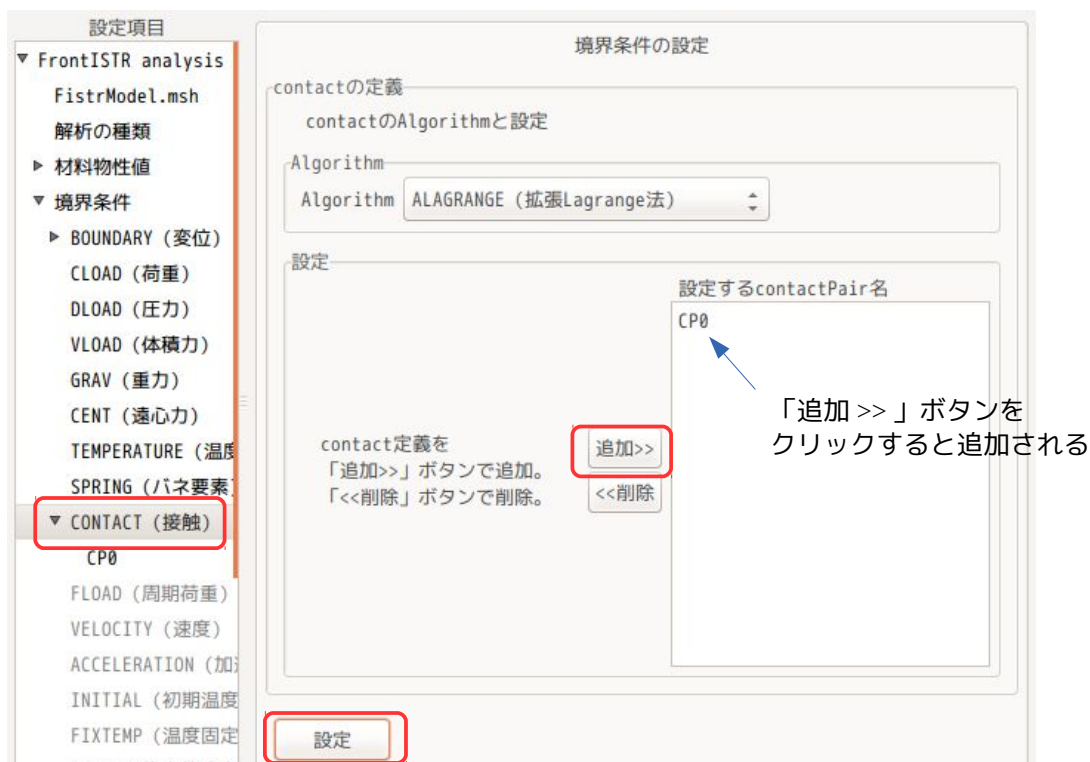 設定項目
▼ FrontISTR analysis
FistrModel.msh
解析の種類
▶ 材料物性値
▼ 境界条件
▶ BOUNDARY (変位)
CLOAD (荷重)
DLOAD (圧力)
VLOAD (体積力)
GRAV (重力)
CENT (遠心力)
TEMPERATURE (温度
SPRING (バネ要素)
▼ CONTACT (接触)
CP0
FLOAD (周期荷重)
VELOCITY (速度)
ACCELERATION (加
INITIAL (初期温度
FIXTEMP (温度固定
境界条件の設定
contactの定義
contactのAlgorithmと設定
Algorithm
Algorithm ALAGRANGE (拡張Lagrange法)
設定
設定するcontactPair名
CP0
「追加 >> 」ボタンを
クリックすると追加される
contact定義を
「追加>>」ボタンで追加。
「<<削除」ボタンで削除。
追加>>
<<削除
設定